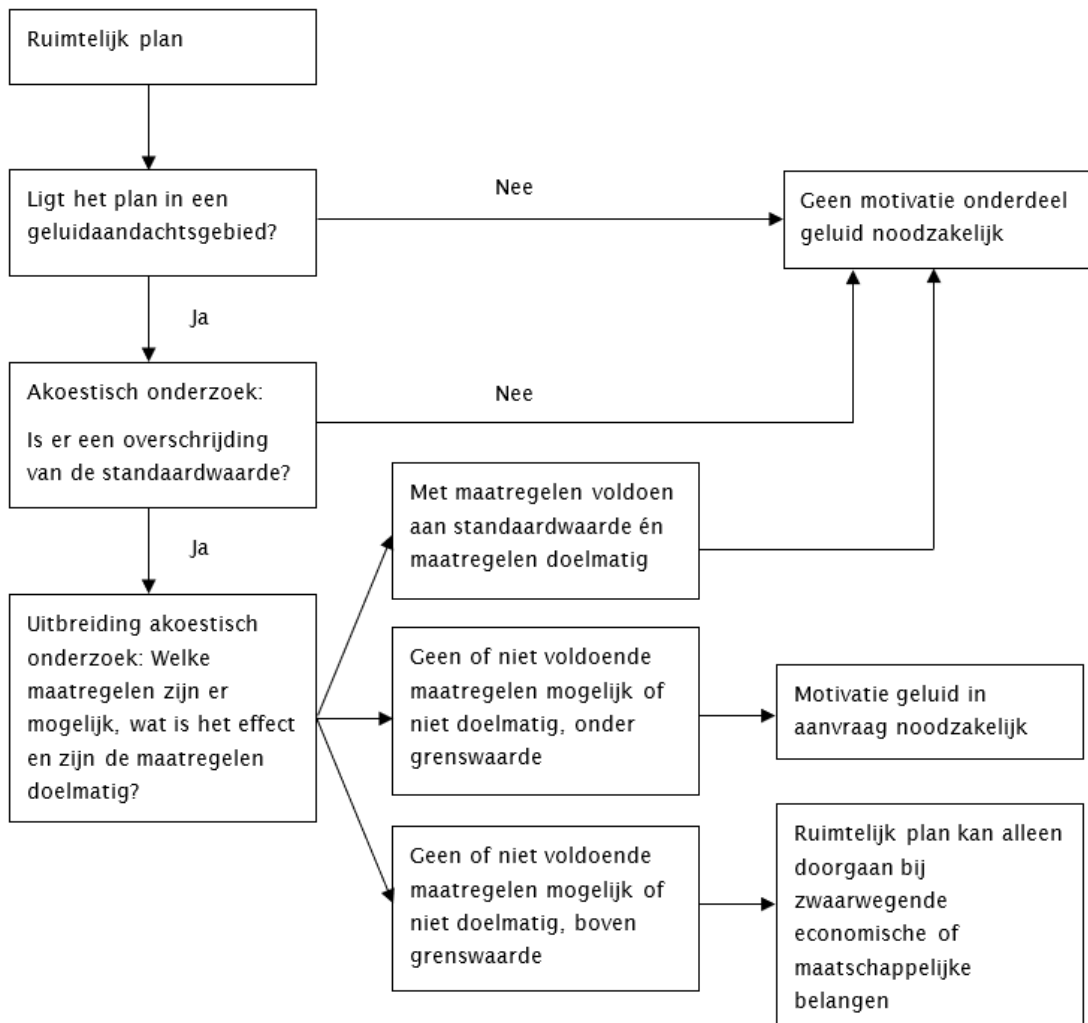 Ruimtelijk plan
Ligt het plan in een
geluidaandachtsgebied?
Nee
Geen motivatie onderdeel
geluid noodzakelijk
Ja
Akoestisch onderzoek:
Is er een overschrijding
van de standaardwaarde?
Nee
Ja
Uitbreiding akoestisch
onderzoek: Welke
maatregelen zijn er
mogelijk, wat is het effect
en zijn de maatregelen
doelmatig?
Met maatregelen voldoen
aan standaardwaarde én
maatregelen doelmatig
Geen of niet voldoende
maatregelen mogelijk of
niet doelmatig, onder
grenswaarde
Motivatie geluid in
aanvraag noodzakelijk
Geen of niet voldoende
maatregelen mogelijk of
niet doelmatig, boven
grenswaarde
Ruimtelijk plan kan alleen
doorgaan bij
zwaarwegende
economische of
maatschappelijke
belangen